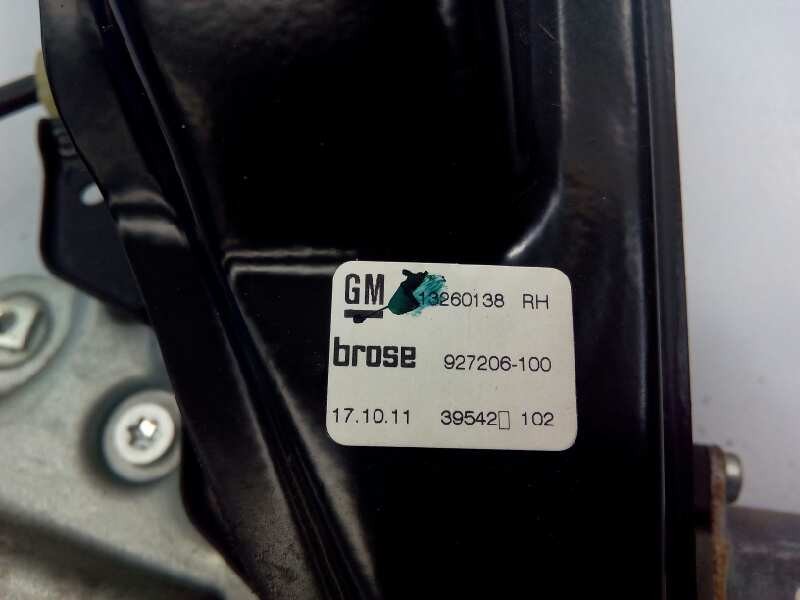 GM 13260138 RH
brose 927206-100
17.10.11 39542▯ 102